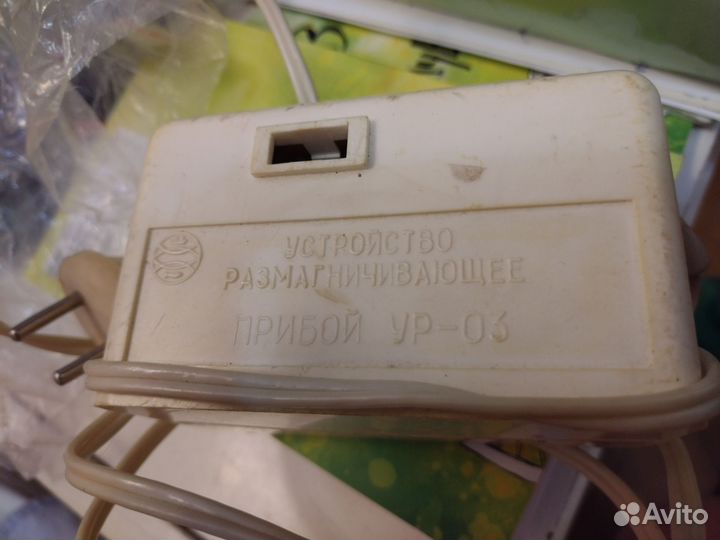 УСТРОЙСТВО
РАЗМАГНИЧИВАЮЩЕЕ
ПРИБОЙ УР-03
Avito